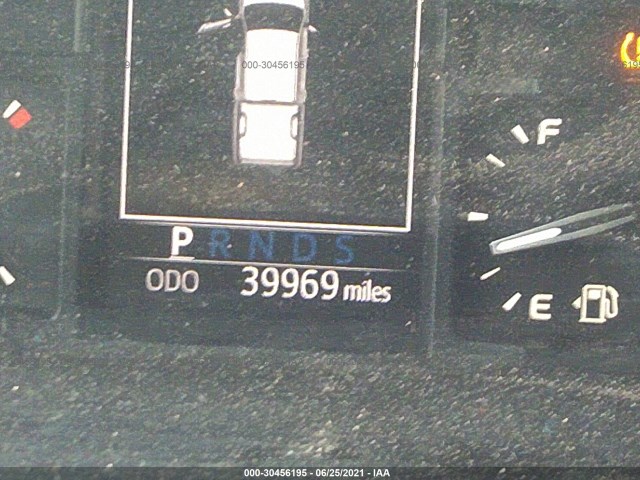 000-30456195
F
P R N D S
ODO 39969 miles
E
000-30456195 - 06/25/2021 - IAA